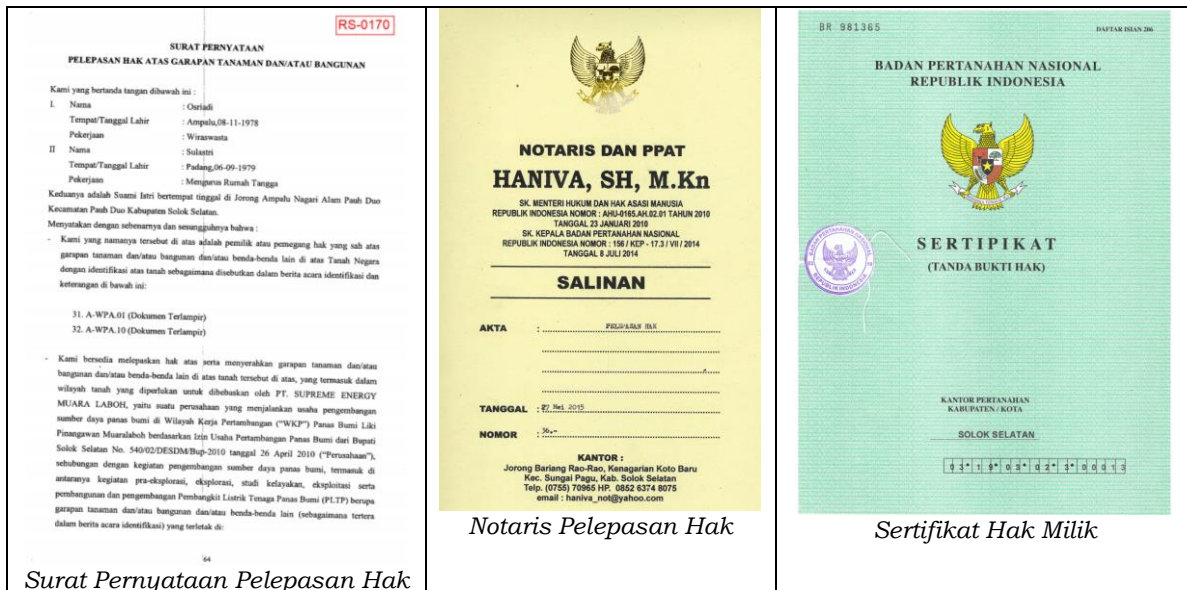 RS-0170
SURAT PERNYATAAN
PELEPASAN HAK ATAS GARAPAN TANAMAN DAN/ATAU BANGUNAN
Kami yang bertanda tangan dibawah ini :
I. Nama : Osriadi
Tempat/Tanggal Lahir : Ampalu,08-11-1978
Pekerjaan : Wiraswasta
II Nama : Sulastri
Tempat/Tanggal Lahir : Padang,06-09-1979
Pekerjaan : Mengurus Rumah Tangga
Keduanya adalah Suami Istri bertempat tinggal di Jorong Ampalu Nagari Alam Pauh Duo
Kecamatan Pauh Duo Kabupaten Solok Selatan.
Menyatakan dengan sebenarnya dan sesungguhnya bahwa :
- Kami yang namanya tersebut di atas adalah pemilik atau pemegang hak yang sah atas
garapan tanaman dan/atau bangunan dan/atau benda-benda lain di atas Tanah Negara
dengan identifikasi atas tanah sebagaimana disebutkan dalam berita acara identifikasi dan
keterangan di bawah ini:
31. A-WPA.01 (Dokumen Terlampir)
32. A-WPA.10 (Dokumen Terlampir)
- Kami bersedia melepaskan hak atas serta menyerahkan garapan tanaman dan/atau
bangunan dan/atau benda-benda lain di atas tanah tersebut di atas, yang termasuk dalam
wilayah tanah yang diperlukan untuk dibebaskan oleh PT. SUPREME ENERGY
MUARA LABOH, yaitu suatu perusahaan yang menjalankan usaha pengembangan
sumber daya panas bumi di Wilayah Kerja Pertambangan ("WKP") Panas Bumi Liki
Pinangawan Muaralaboh berdasarkan Izin Usaha Pertambangan Panas Bumi dari Bupati
Solok Selatan No. 540/02/DESDM/Bup-2010 tanggal 26 April 2010 ("Perusahaan"),
sehubungan dengan kegiatan pengembangan sumber daya panas bumi, termasuk di
antaranya kegiatan pra-eksplorasi, eksplorasi, studi kelayakan, eksploitasi serta
pembangunan dan pengembangan Pembangkit Listrik Tenaga Panas Bumi (PLTP) berupa
garapan tanaman dan/atau bangunan dan/atau benda-benda lain (sebagaimana tertera
dalam berita acara identifikasi) yang terletak di:
64
Surat Pernyataan Pelepasan Hak
NOTARIS DAN PPAT
HANIVA, SH, M.Kn
SK. MENTERI HUKUM DAN HAK ASASI MANUSIA
REPUBLIK INDONESIA NOMOR : AHU-0165.AH.02.01 TAHUN 2010
TANGGAL 23 JANUARI 2010
SK. KEPALA BADAN PERTANAHAN NASIONAL
REPUBLIK INDONESIA NOMOR : 156 / KEP - 17.3 / VII / 2014
TANGGAL 8 JULI 2014
SALINAN
AKTA : PELEPASAN HAK
TANGGAL : 27 Mei 2015
NOMOR : 36.-
KANTOR :
Jorong Bariang Rao-Rao, Kenagarian Koto Baru
Kec. Sungai Pagu, Kab. Solok Selatan
Telp. (0755) 70965 HP. 0852 6374 8075
email : haniva_not@yahoo.com
Notaris Pelepasan Hak
BR 981365
DAFTAR ISIAN 206
BADAN PERTANAHAN NASIONAL
REPUBLIK INDONESIA
BADAN PERTANAHAN NASIONAL
REPUBLIK INDONESIA
SERTIPIKAT
(TANDA BUKTI HAK)
KANTOR PERTANAHAN
KABUPATEN / KOTA
SOLOK SELATAN
03 19 03 02 3 00013
Sertifikat Hak Milik